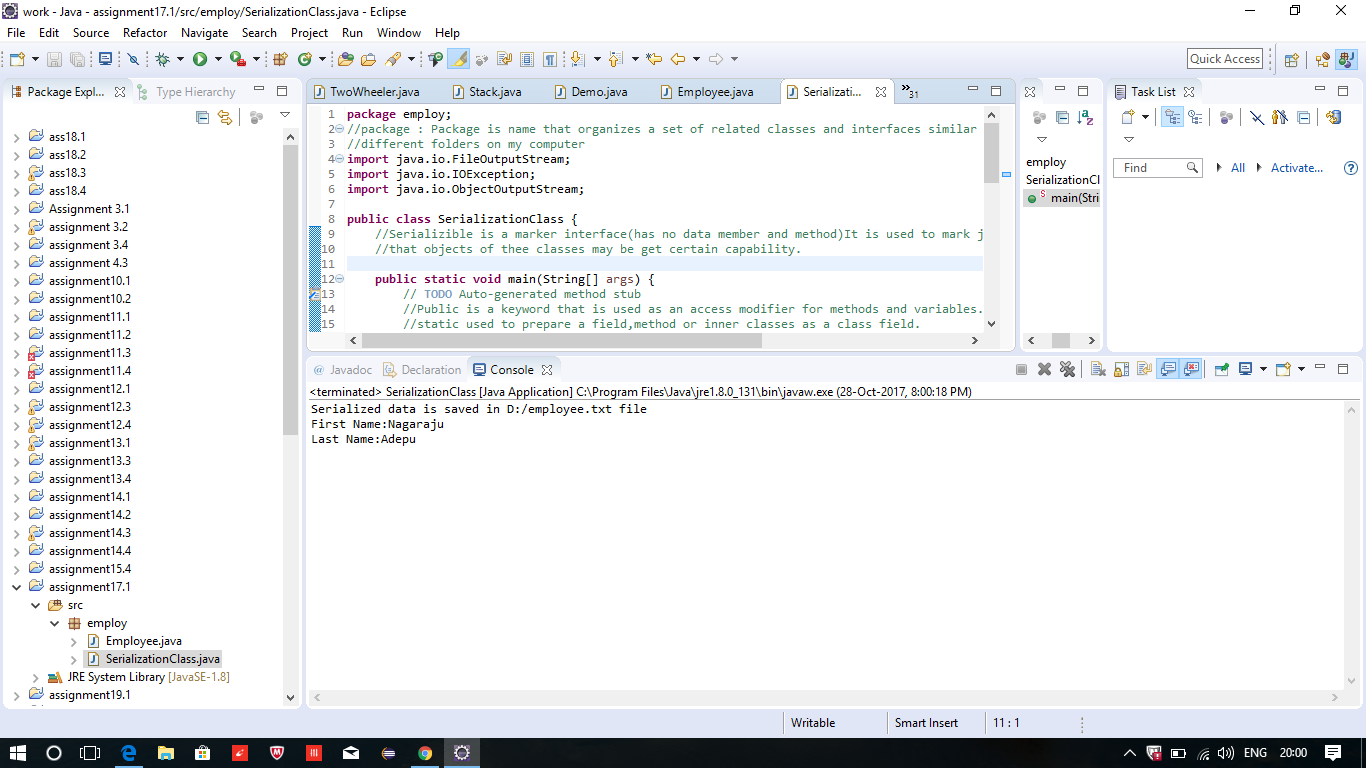 work - Java - assignment17.1/src/employ/SerializationClass.java - Eclipse
File Edit Source Refactor Navigate Search Project Run Window Help
Quick Access
Package Expl... Type Hierarchy
ass18.1
ass18.2
ass18.3
ass18.4
Assignment 3.1
assignment 3.2
assignment 3.4
assignment 4.3
assignment10.1
assignment10.2
assignment11.1
assignment11.2
assignment11.3
assignment11.4
assignment12.1
assignment12.3
assignment12.4
assignment13.1
assignment13.3
assignment13.4
assignment14.1
assignment14.2
assignment14.3
assignment14.4
assignment15.4
assignment17.1
src
employ
Employee.java
SerializationClass.java
JRE System Library [JavaSE-1.8]
assignment19.1
TwoWheeler.java Stack.java Demo.java Employee.java Serializati... »31
1 package employ;
2 //package : Package is name that organizes a set of related classes and interfaces similar
3 //different folders on my computer
4 import java.io.FileOutputStream;
5 import java.io.IOException;
6 import java.io.ObjectOutputStream;
7
8 public class SerializationClass {
9 //Serializible is a marker interface(has no data member and method)It is used to mark j
10 //that objects of thee classes may be get certain capability.
11
12 public static void main(String[] args) {
13 // TODO Auto-generated method stub
14 //Public is a keyword that is used as an access modifier for methods and variables.
15 //static used to prepare a field,method or inner classes as a class field.
employ
SerializationCl
S main(Stri
Task List
Find All Activate...
@ Javadoc Declaration Console
<terminated> SerializationClass [Java Application] C:\Program Files\Java\jre1.8.0_131\bin\javaw.exe (28-Oct-2017, 8:00:18 PM)
Serialized data is saved in D:/employee.txt file
First Name:Nagaraju
Last Name:Adepu
Writable Smart Insert 11 : 1
ENG 20:00